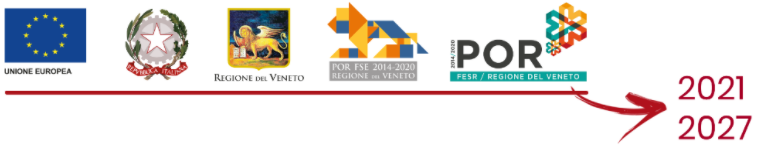 UNIONE EUROPEA
REPVBBLICA ITALIANA
REGIONE DEL VENETO
POR FSE 2014-2020
REGIONE DEL VENETO
2014/2020
POR
FESR / REGIONE DEL VENETO
2021
2027